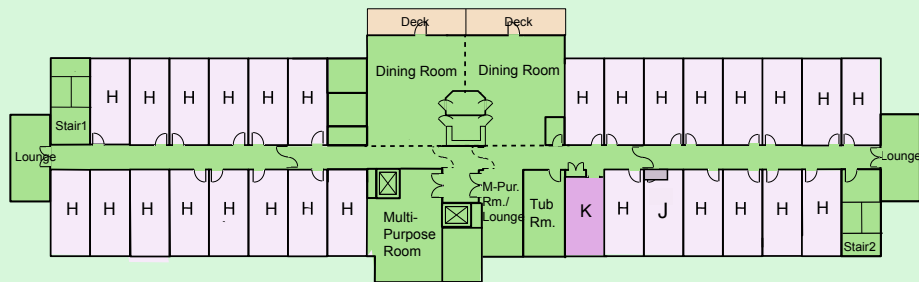 Deck Deck
Dining Room Dining Room
H H H H H H H H H H H H H H
Stair1
Lounge Lounge
H H H H H H H H
Multi-
Purpose
Room
M-Pur.
Rm./
Lounge
Tub
Rm.
K H J H H H H
Stair2